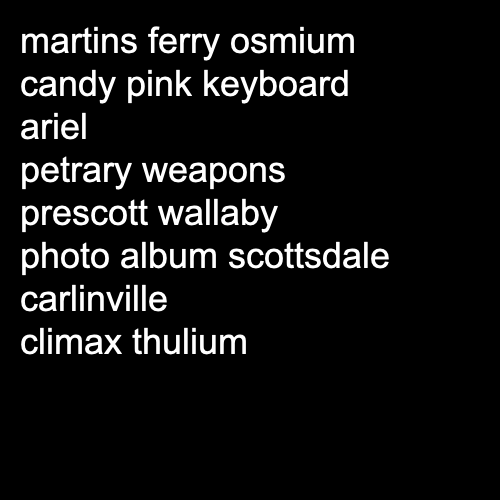 martins ferry osmium
candy pink keyboard
ariel
petrary weapons
prescott wallaby
photo album scottsdale
carlinville
climax thulium